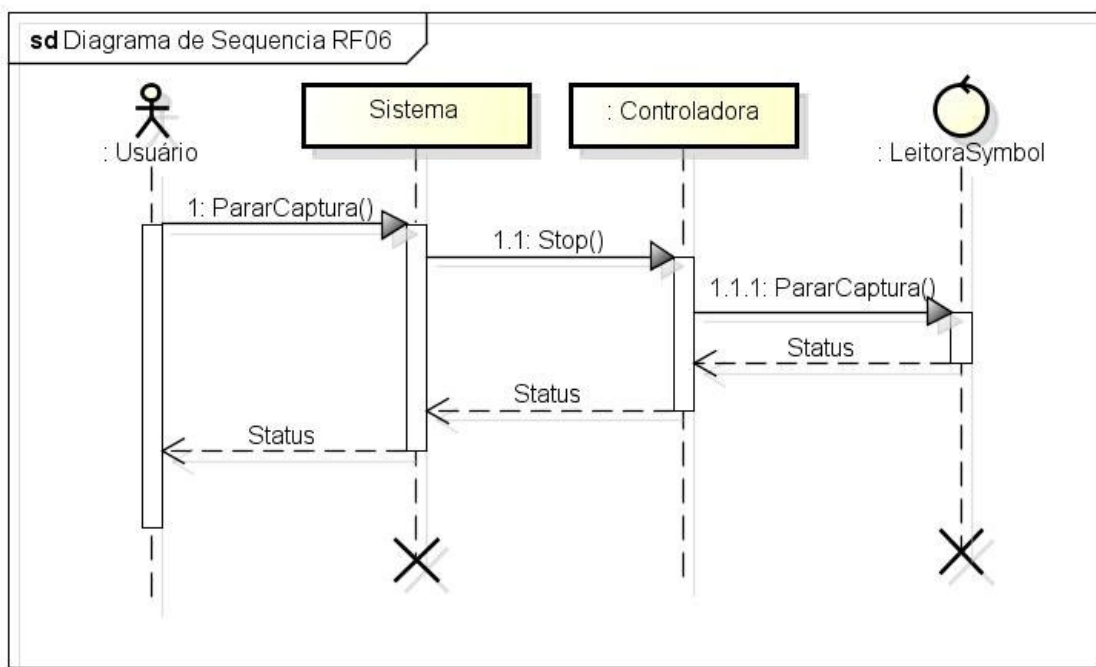 sd Diagrama de Sequencia RF06
: Usuário
Sistema
: Controladora
: LeitoraSymbol
1: PararCaptura()
1.1: Stop()
1.1.1: PararCaptura()
Status
Status
Status